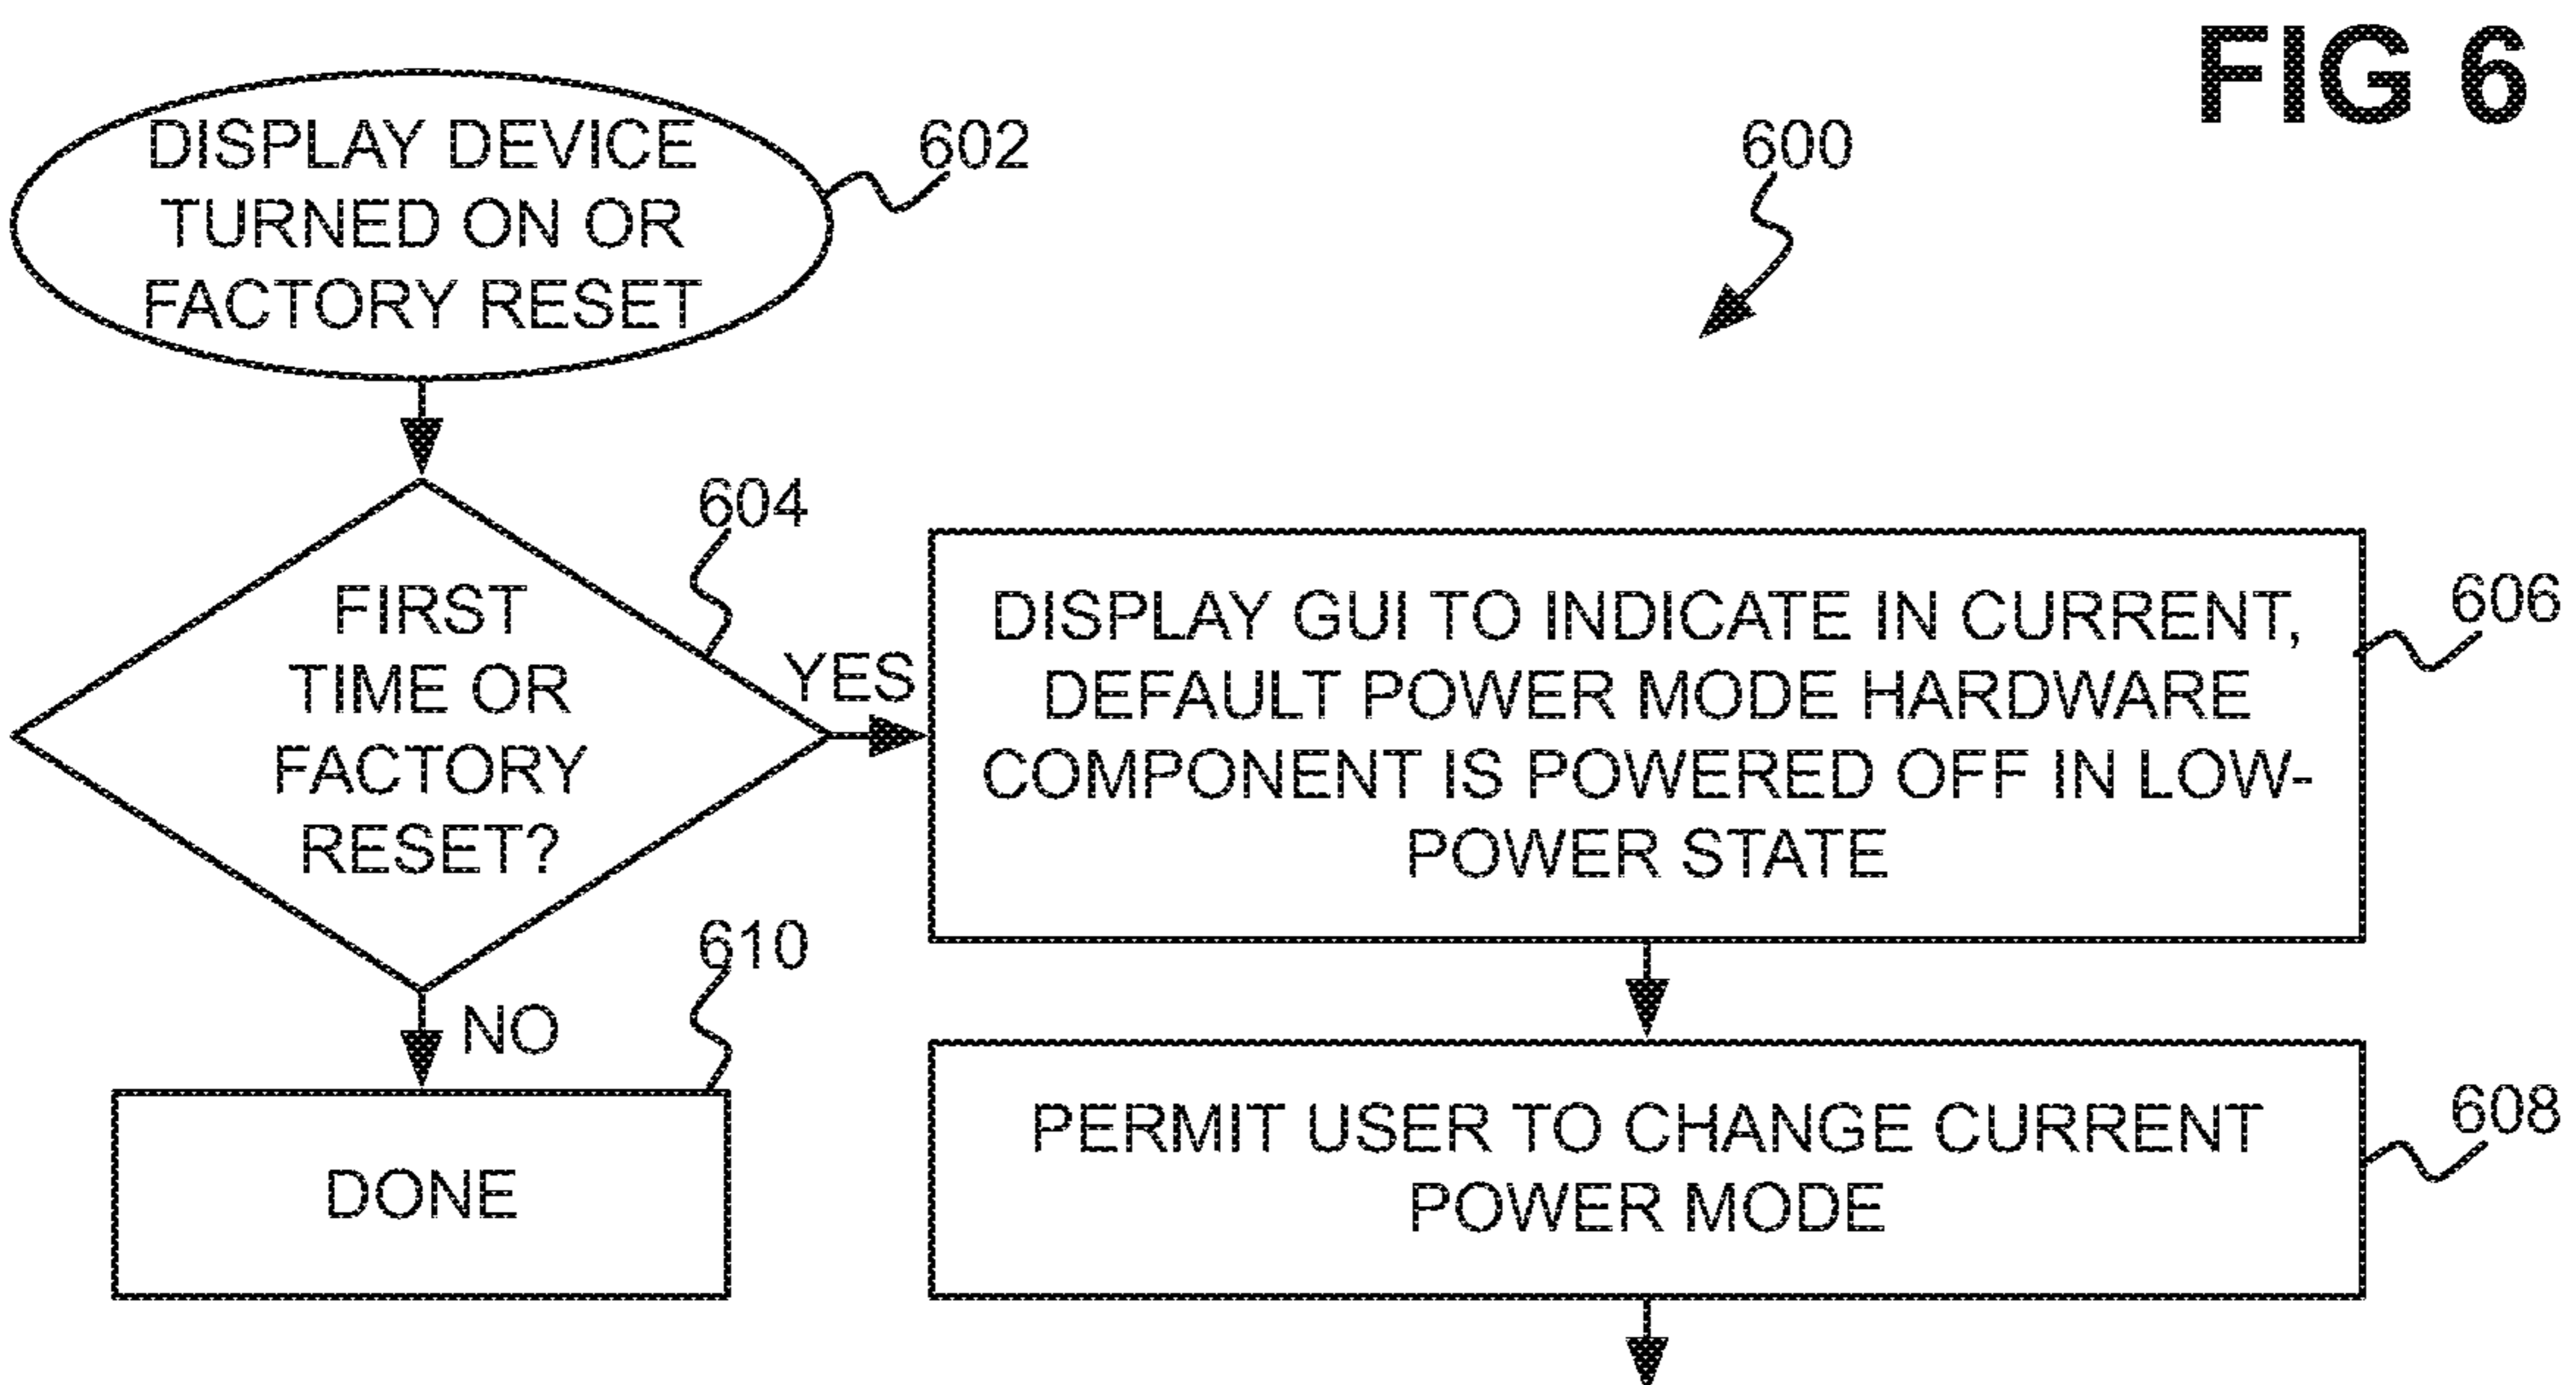 FIG 6
DISPLAY DEVICE
TURNED ON OR
FACTORY RESET
602
600
604
FIRST
TIME OR
FACTORY
RESET?
YES
DISPLAY GUI TO INDICATE IN CURRENT,
DEFAULT POWER MODE HARDWARE
COMPONENT IS POWERED OFF IN LOW-
POWER STATE
606
NO
610
DONE
PERMIT USER TO CHANGE CURRENT
POWER MODE
608